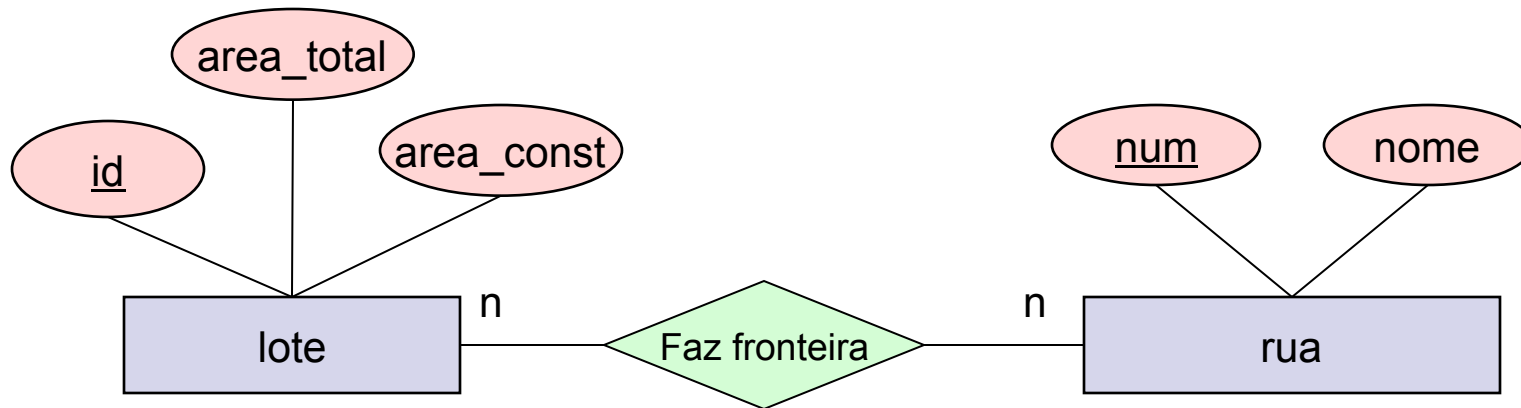 area_total
id
area_const
num
nome
lote
n
Faz fronteira
n
rua